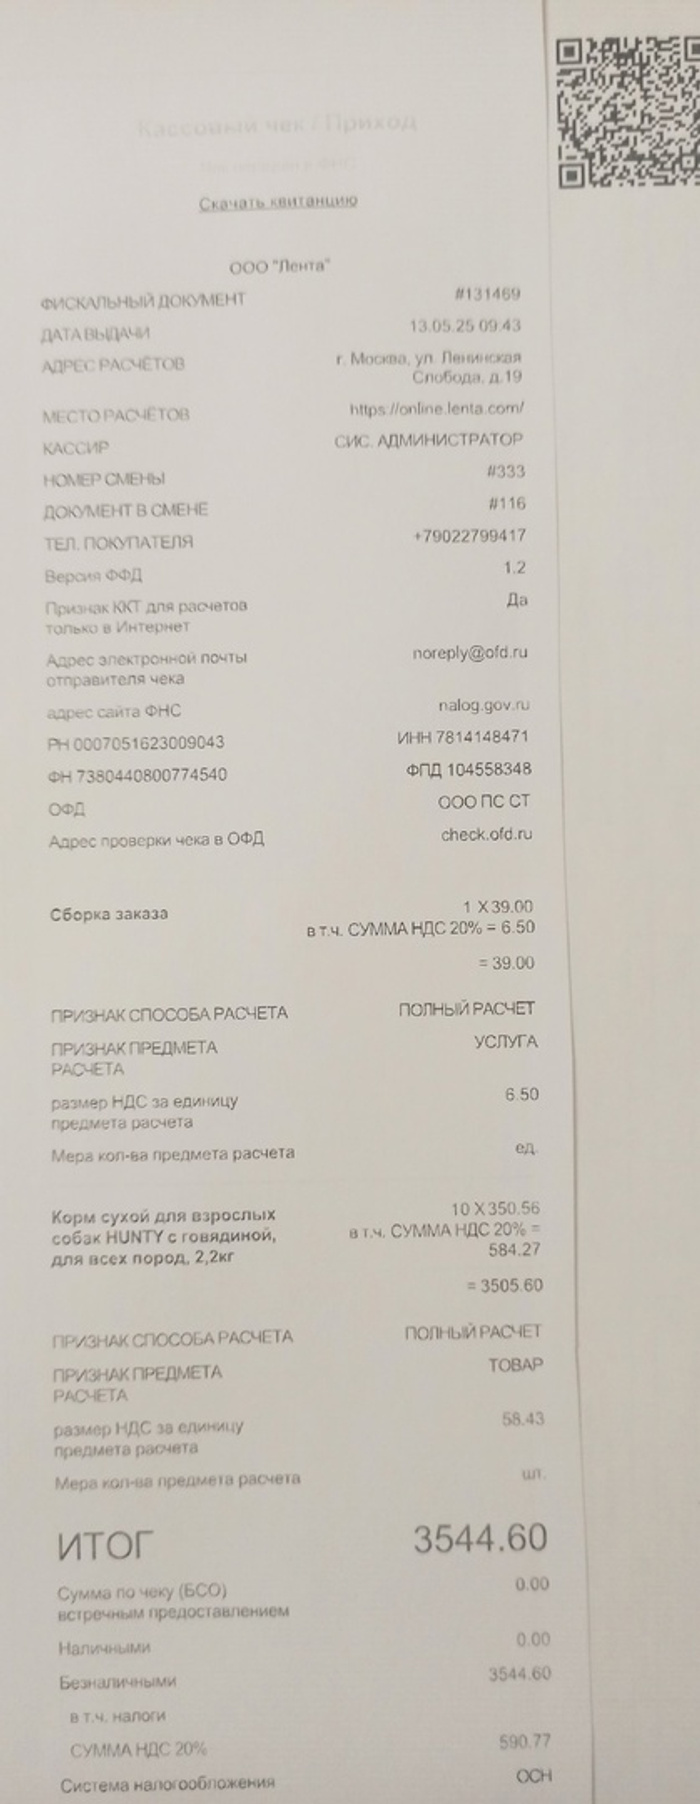 Кассовый чек / Приход
Скачать квитанцию
ООО "Лента"
ФИСКАЛЬНЫЙ ДОКУМЕНТ #131469
ДАТА ВЫДАЧИ 13.05.25 09:43
АДРЕС РАСЧЁТОВ г. Москва, ул. Ленинская
Слобода, д.19
МЕСТО РАСЧЁТОВ https://online.lenta.com/
КАССИР СИС. АДМИНИСТРАТОР
НОМЕР СМЕНЫ #333
ДОКУМЕНТ В СМЕНЕ #116
ТЕЛ. ПОКУПАТЕЛЯ +79022799417
Версия ФФД 1.2
Признак ККТ для расчетов Да
только в Интернет
Адрес электронной почты noreply@ofd.ru
отправителя чека
адрес сайта ФНС nalog.gov.ru
РН 0007051623009043 ИНН 7814148471
ФН 7380440800774540 ФПД 104558348
ОФД ООО ПС СТ
Адрес проверки чека в ОФД check.ofd.ru
Сборка заказа 1 X 39.00
в т.ч. СУММА НДС 20% = 6.50
= 39.00
ПРИЗНАК СПОСОБА РАСЧЕТА ПОЛНЫЙ РАСЧЕТ
ПРИЗНАК ПРЕДМЕТА УСЛУГА
РАСЧЕТА
размер НДС за единицу 6.50
предмета расчета
Мера кол-ва предмета расчета ед.
Корм сухой для взрослых 10 X 350.56
собак HUNTY с говядиной, в т.ч. СУММА НДС 20% =
для всех пород, 2,2кг 584.27
= 3505.60
ПРИЗНАК СПОСОБА РАСЧЕТА ПОЛНЫЙ РАСЧЕТ
ПРИЗНАК ПРЕДМЕТА ТОВАР
РАСЧЕТА
размер НДС за единицу 58.43
предмета расчета
Мера кол-ва предмета расчета шт.
ИТОГ 3544.60
Сумма по чеку (БСО) 0.00
встречным предоставлением
Наличными 0.00
Безналичными 3544.60
в т.ч. налоги
СУММА НДС 20% 590.77
Система налогообложения ОСН